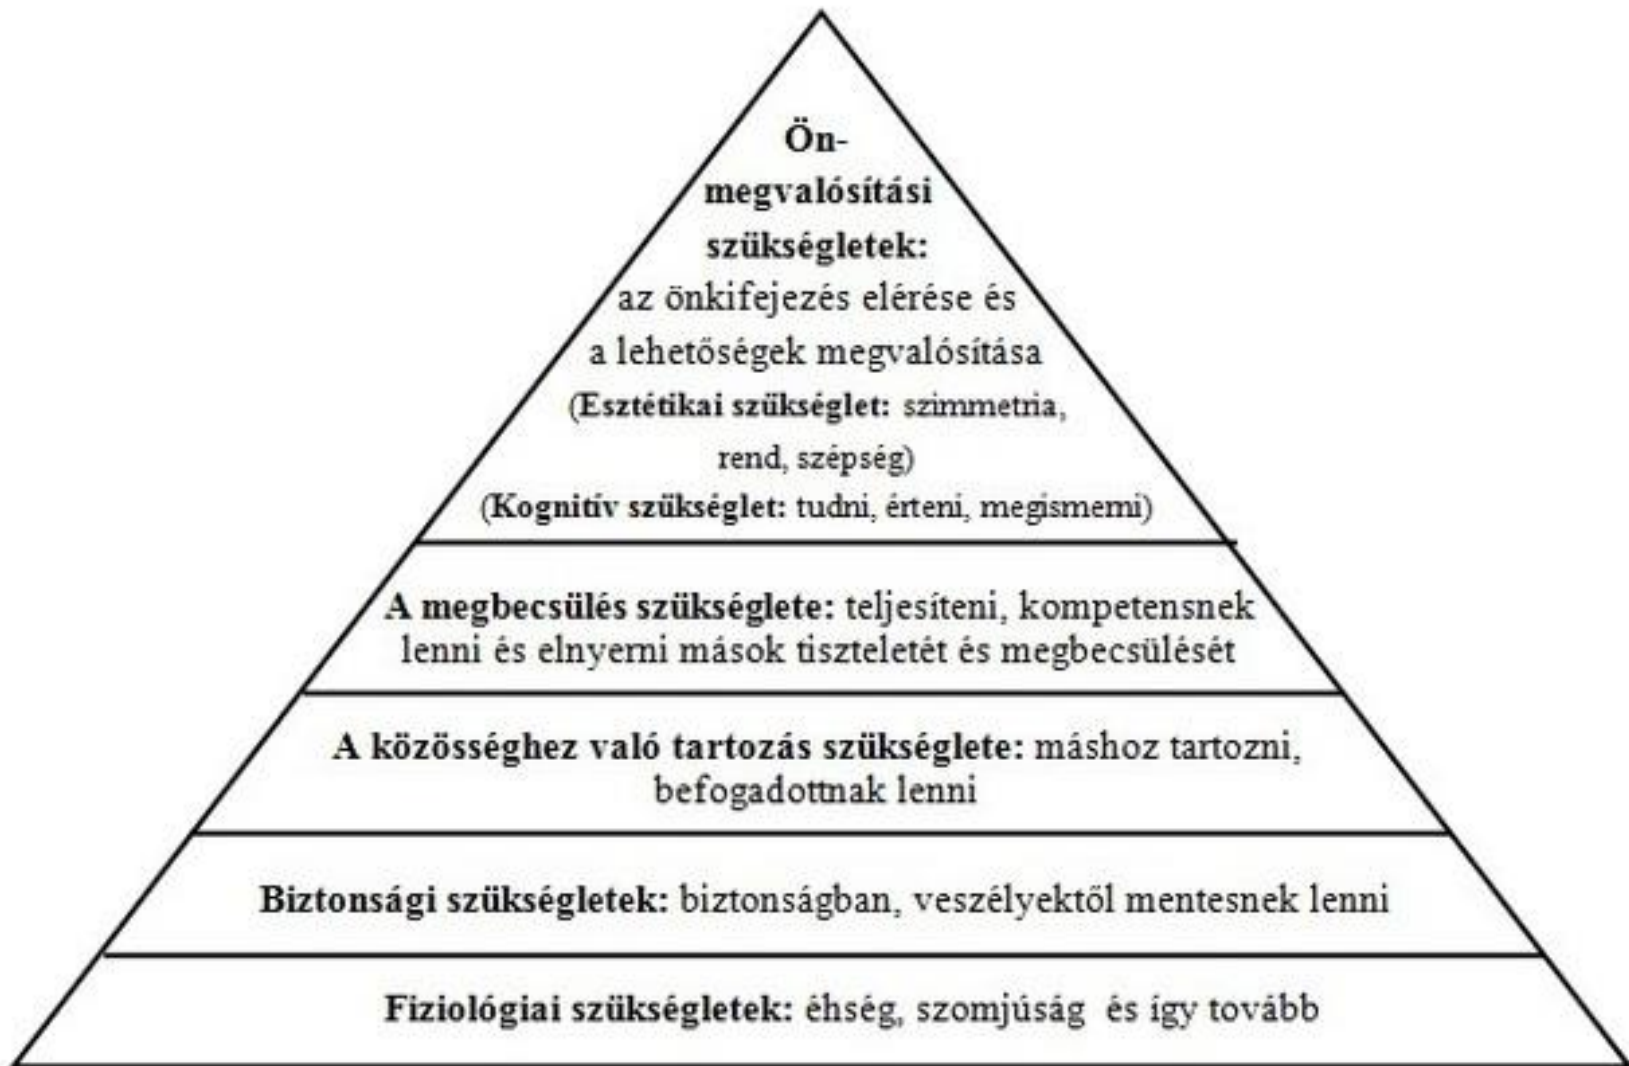 Ön-
megvalósítási
szükségletek:
az önkifejezés elérése és
a lehetőségek megvalósítása
(Esztétikai szükséglet: szimmetria,
rend, szépség)
(Kognitív szükséglet: tudni, érteni, megismerni)
A megbecsülés szükséglete: teljesíteni, kompetensnek
lenni és elnyerni mások tiszteletét és megbecsülését
A közösséghez való tartozás szükséglete: máshoz tartozni,
befogadottnak lenni
Biztonsági szükségletek: biztonságban, veszélyektől mentesnek lenni
Fiziológiai szükségletek: éhség, szomjúság és így tovább